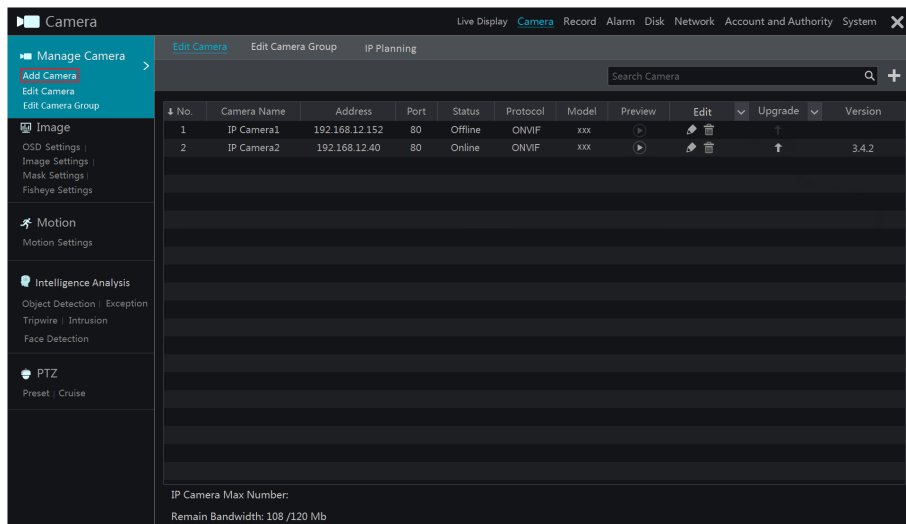 Camera
Live Display Camera Record Alarm Disk Network Account and Authority System X
Manage Camera >
Add Camera
Edit Camera
Edit Camera Group
Image
OSD Settings |
Image Settings |
Mask Settings |
Fisheye Settings
Motion
Motion Settings
Intelligence Analysis
Object Detection | Exception
Tripwire | Intrusion
Face Detection
PTZ
Preset | Cruise
Edit Camera Edit Camera Group IP Planning
Search Camera
No. Camera Name Address Port Status Protocol Model Preview Edit Upgrade Version
1 IP Camera1 192.168.12.152 80 Offline ONVIF xxx
2 IP Camera2 192.168.12.40 80 Online ONVIF xxx 3.4.2
IP Camera Max Number:
Remain Bandwidth: 108 /120 Mb